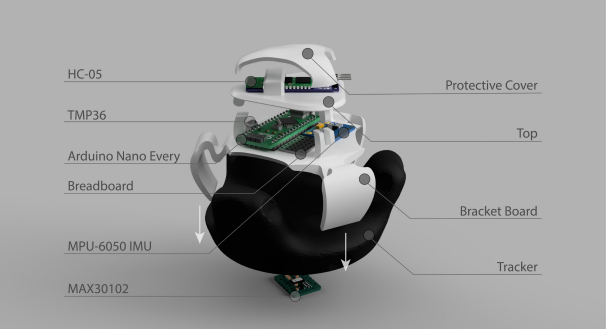 HC-05
TMP36
Arduino Nano Every
Breadboard
MPU-6050 IMU
MAX30102
Protective Cover
Top
Bracket Board
Tracker